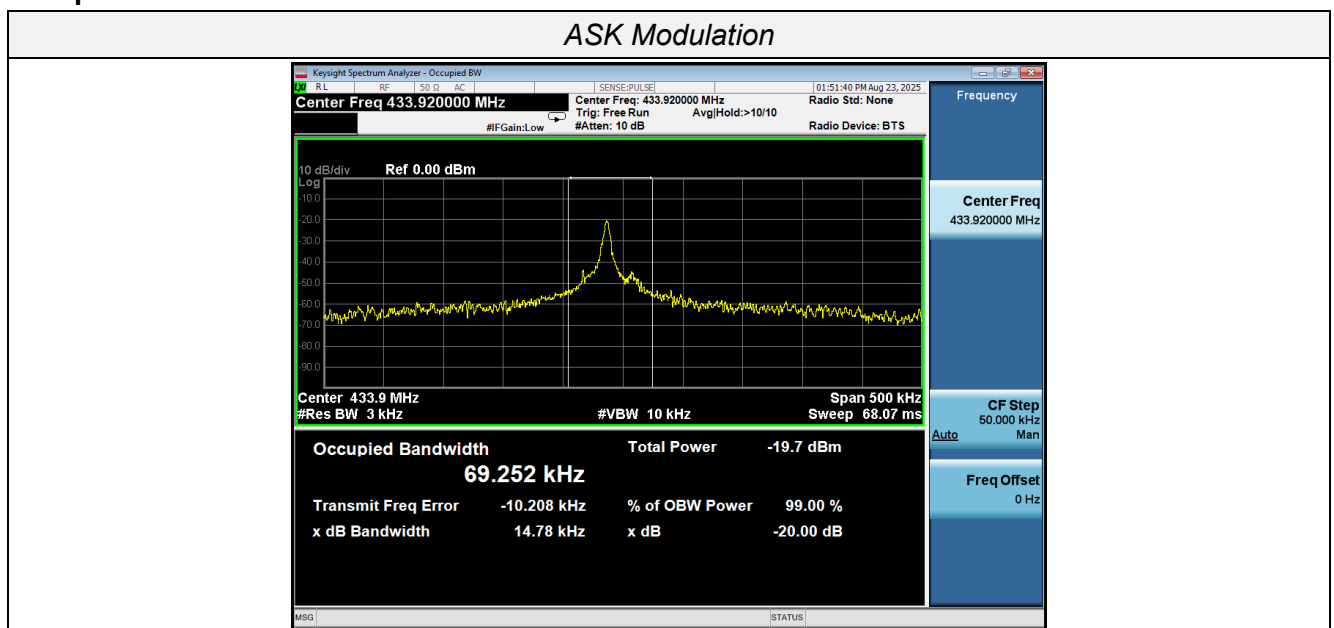 ASK Modulation
Keysight Spectrum Analyzer - Occupied BW
LXI RL RF 50 Ω AC SENSE:PULSE 01:51:40 PM Aug 23, 2025
Center Freq 433.920000 MHz
Center Freq: 433.920000 MHz
Radio Std: None
Trig: Free Run Avg|Hold:>10/10
#IFGain:Low
#Atten: 10 dB
Radio Device: BTS
10 dB/div Ref 0.00 dBm
Log
-10.0
-20.0
-30.0
-40.0
-50.0
-60.0
-70.0
-80.0
-90.0
Center 433.9 MHz Span 500 kHz
#Res BW 3 kHz #VBW 10 kHz Sweep 68.07 ms
Occupied Bandwidth Total Power -19.7 dBm
69.252 kHz
Transmit Freq Error -10.208 kHz % of OBW Power 99.00 %
x dB Bandwidth 14.78 kHz x dB -20.00 dB
MSG STATUS
Frequency
Center Freq
433.920000 MHz
CF Step
50.000 kHz
Auto Man
Freq Offset
0 Hz